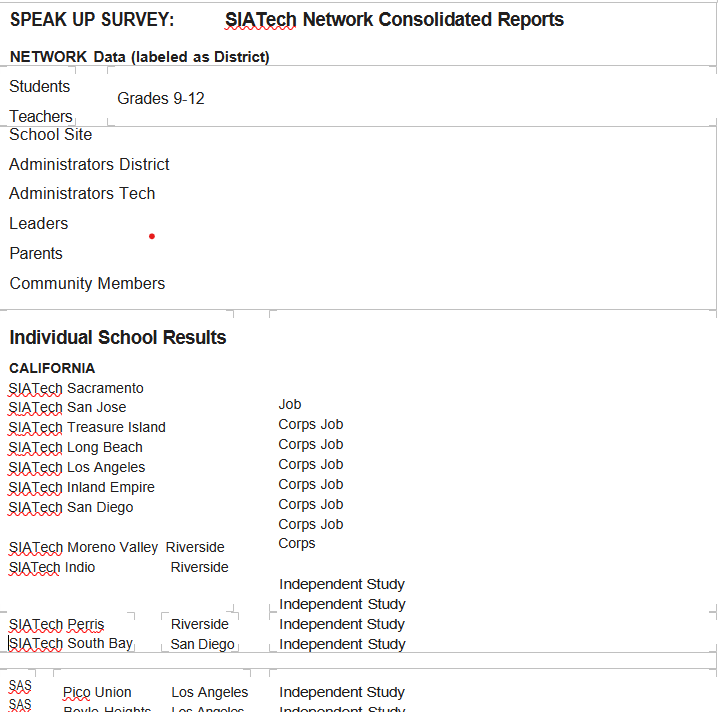 SPEAK UP SURVEY: SIATech Network Consolidated Reports
NETWORK Data (labeled as District)
Students
Grades 9-12
Teachers
School Site
Administrators District
Administrators Tech
Leaders
Parents
Community Members
Individual School Results
CALIFORNIA
SIATech Sacramento
SIATech San Jose
Job
SIATech Treasure Island
Corps Job
SIATech Long Beach
Corps Job
SIATech Los Angeles
Corps Job
SIATech Inland Empire
Corps Job
SIATech San Diego
Corps Job
Corps Job
SIATech Moreno Valley Riverside
Corps
SIATech Indio Riverside
Independent Study
Independent Study
SIATech Perris Riverside Independent Study
SIATech South Bay San Diego Independent Study
SAS Pico Union Los Angeles Independent Study
SAS Boyle Heights Los Angeles Independent Study